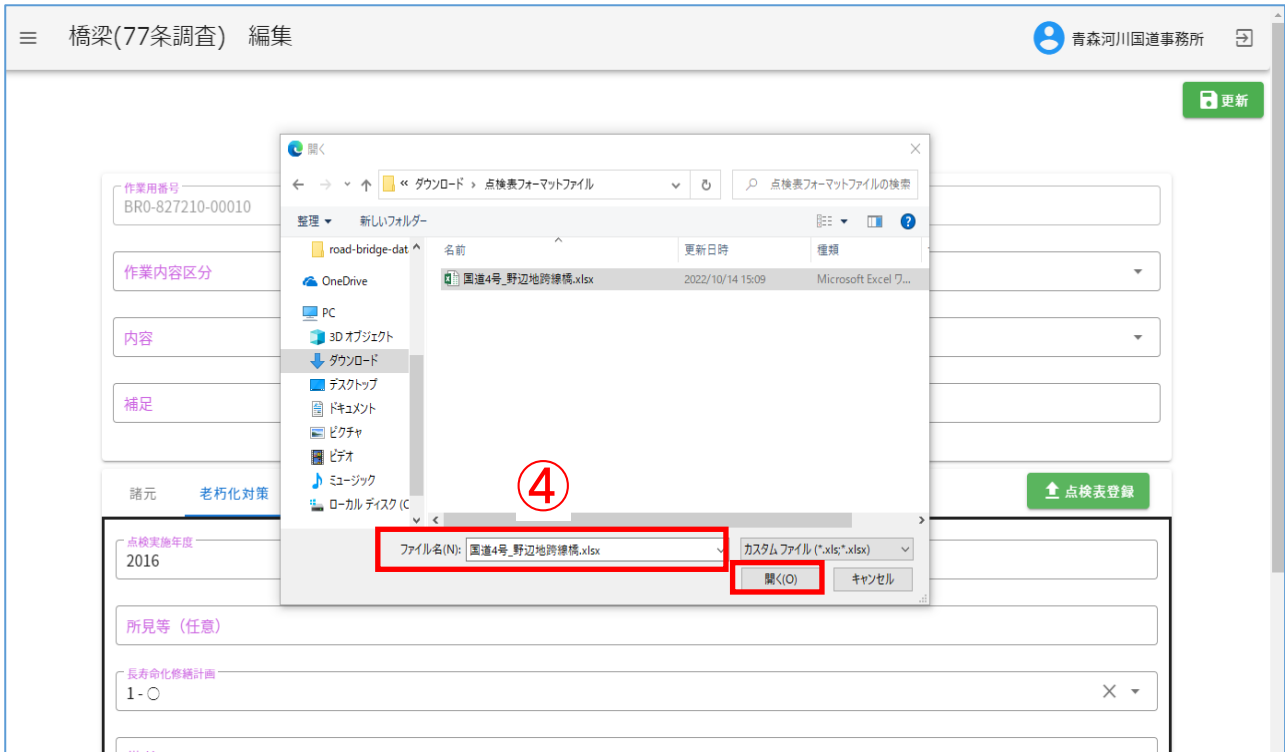 橋梁(77条調査) 編集
青森河川国道事務所
更新
開く
« ダウンロード › 点検表フォーマットファイル
点検表フォーマットファイルの検索
作業用番号
BR0-827210-00010
整理 新しいフォルダー
road-bridge-dat
名前 更新日時 種類
作業内容区分
OneDrive
国道4号_野辺地跨線橋.xlsx 2022/10/14 15:09 Microsoft Excel ワ...
PC
3D オブジェクト
内容
ダウンロード
デスクトップ
補足
ドキュメント
ピクチャ
ビデオ
ミュージック
④
諸元 老朽化対策
点検表登録
ローカル ディスク (C
点検実施年度
2016
ファイル名(N): 国道4号_野辺地跨線橋.xlsx カスタム ファイル (*.xls;*.xlsx)
開く(O) キャンセル
所見等（任意）
長寿命化修繕計画
1 - ○